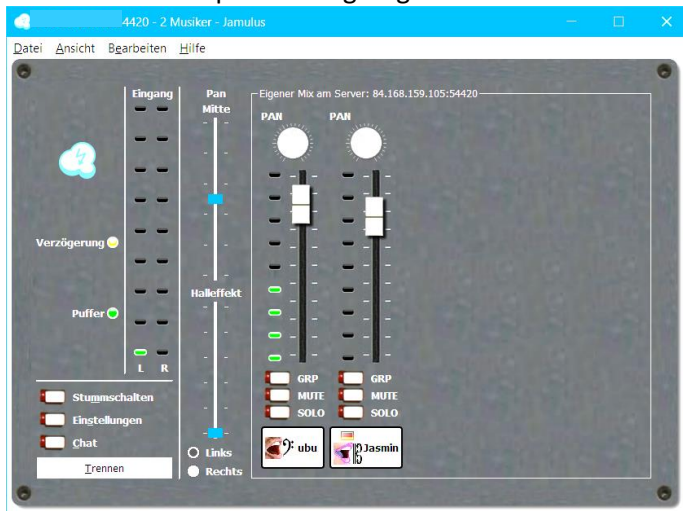 4420 - 2 Musiker - Jamulus
Datei Ansicht Bearbeiten Hilfe
Eingang
L R
Verzögerung
Puffer
Stummschalten
Einstellungen
Chat
Trennen
Pan
Mitte
Halleffekt
Links
Rechts
Eigener Mix am Server: 84.168.159.105:54420
PAN PAN
GRP GRP
MUTE MUTE
SOLO SOLO
ubu Jasmin